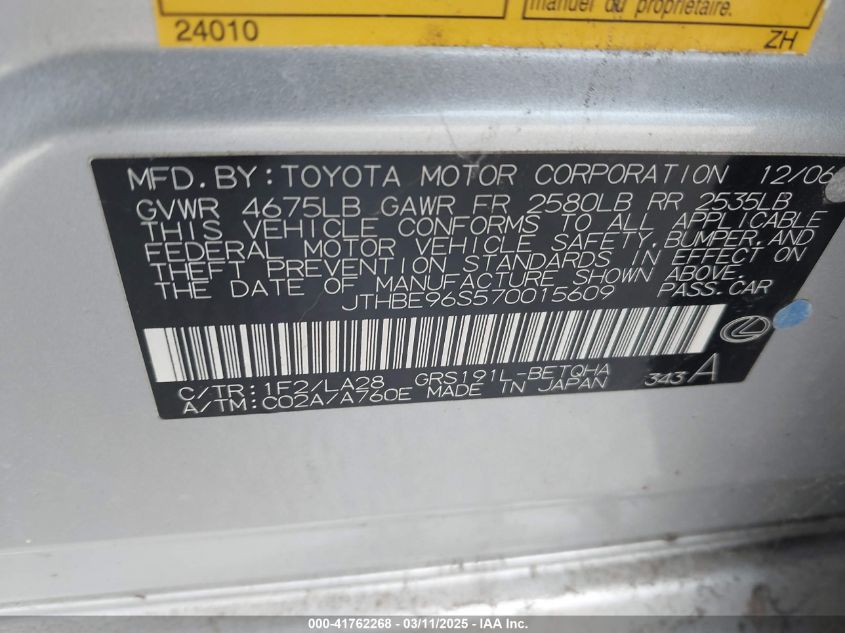 manuel du propriétaire.
24010 ZH
MFD. BY: TOYOTA MOTOR CORPORATION 12/06
GVWR 4675LB GAWR FR 2580LB RR 2535LB
THIS VEHICLE CONFORMS TO ALL APPLICABLE
FEDERAL MOTOR VEHICLE SAFETY, BUMPER, AND
THEFT PREVENTION STANDARDS IN EFFECT ON
THE DATE OF MANUFACTURE SHOWN ABOVE.
JTHBE96S570015609 PASS. CAR
C/TR: 1F2/LA28 GRS191L-BETQHA
A/TM: C02A/A760E MADE IN JAPAN 343 A
000-41762268 - 03/11/2025 - IAA Inc.